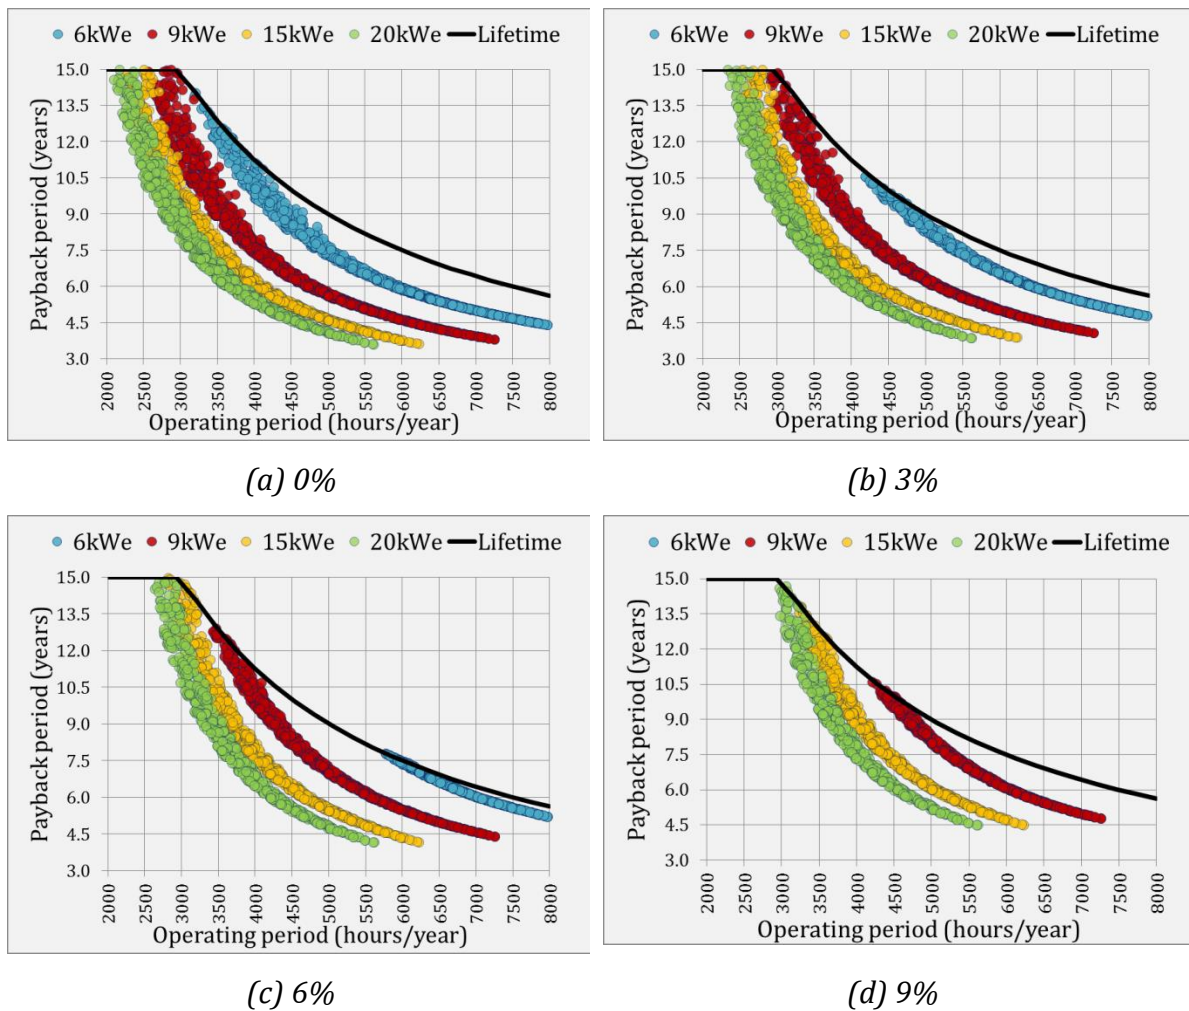 6kWe 9kWe 15kWe 20kWe Lifetime
15.0
13.5
12.0
10.5
9.0
7.5
6.0
4.5
3.0
Payback period (years)
2000 2500 3000 3500 4000 4500 5000 5500 6000 6500 7000 7500 8000
Operating period (hours/year)
(a) 0%
6kWe 9kWe 15kWe 20kWe Lifetime
15.0
13.5
12.0
10.5
9.0
7.5
6.0
4.5
3.0
Payback period (years)
2000 2500 3000 3500 4000 4500 5000 5500 6000 6500 7000 7500 8000
Operating period (hours/year)
(b) 3%
6kWe 9kWe 15kWe 20kWe Lifetime
15.0
13.5
12.0
10.5
9.0
7.5
6.0
4.5
3.0
Payback period (years)
2000 2500 3000 3500 4000 4500 5000 5500 6000 6500 7000 7500 8000
Operating period (hours/year)
(c) 6%
6kWe 9kWe 15kWe 20kWe Lifetime
15.0
13.5
12.0
10.5
9.0
7.5
6.0
4.5
3.0
Payback period (years)
2000 2500 3000 3500 4000 4500 5000 5500 6000 6500 7000 7500 8000
Operating period (hours/year)
(d) 9%